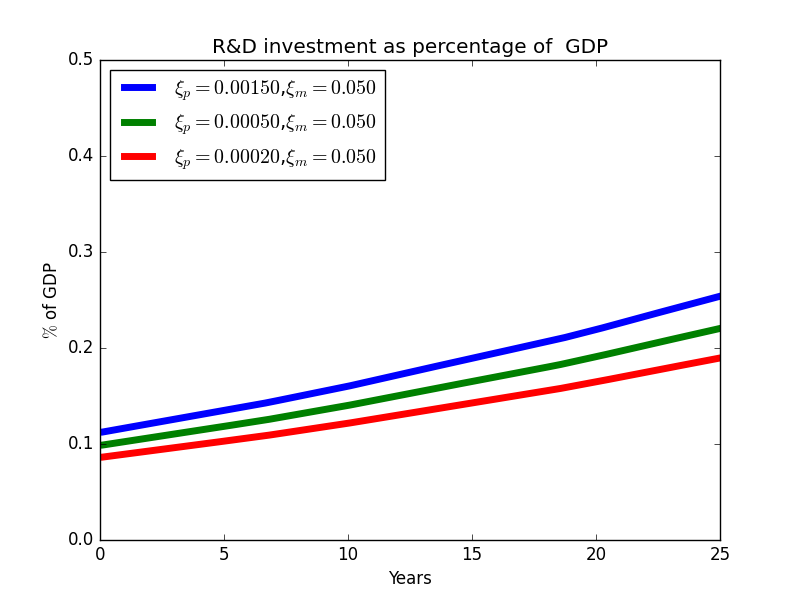 R&D investment as percentage of  GDP
ξp = 0.00150,ξm = 0.050
ξp = 0.00050,ξm = 0.050
ξp = 0.00020,ξm = 0.050
% of GDP
0.5
0.4
0.3
0.2
0.1
0.0
0 5 10 15 20 25
Years